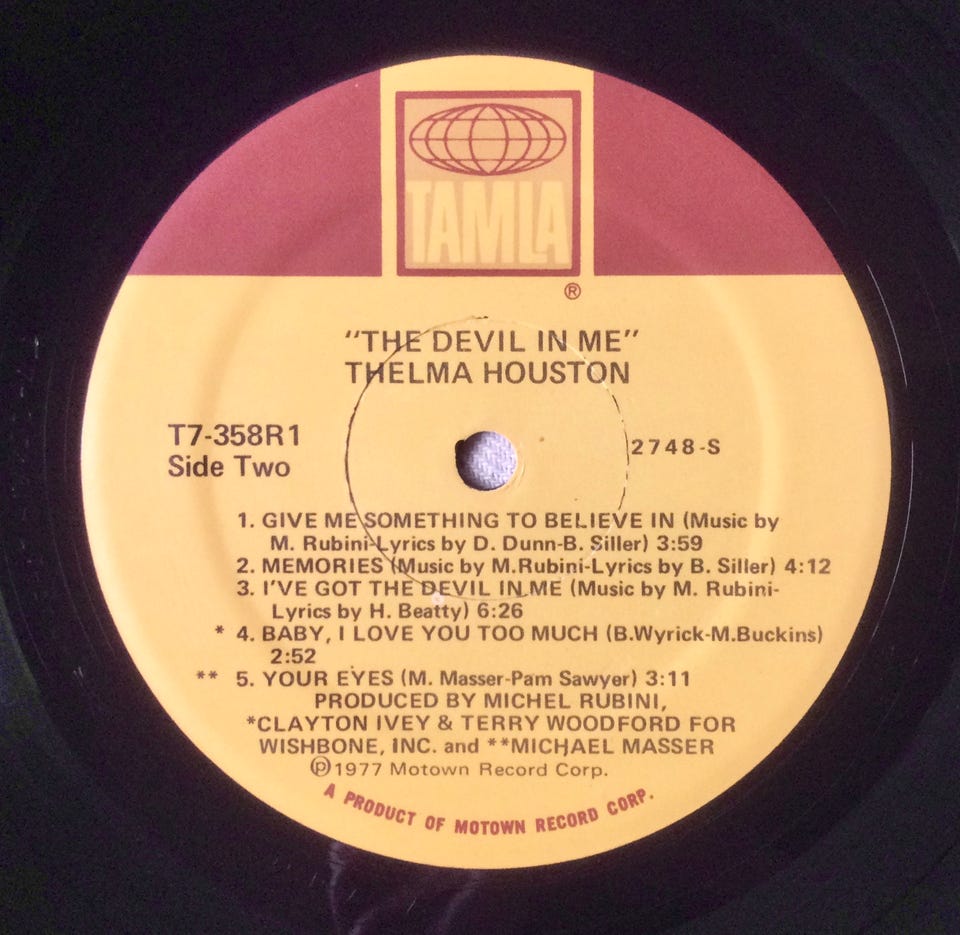 TAMLA
®
“THE DEVIL IN ME”
THELMA HOUSTON
T7-358R1
Side Two
2748-S
1. GIVE ME SOMETHING TO BELIEVE IN (Music by
M. Rubini-Lyrics by D. Dunn-B. Siller) 3:59
2. MEMORIES (Music by M.Rubini-Lyrics by B. Siller) 4:12
3. I'VE GOT THE DEVIL IN ME (Music by M. Rubini-
Lyrics by H. Beatty) 6:26
* 4. BABY, I LOVE YOU TOO MUCH (B.Wyrick-M.Buckins)
2:52
** 5. YOUR EYES (M. Masser-Pam Sawyer) 3:11
PRODUCED BY MICHEL RUBINI,
*CLAYTON IVEY & TERRY WOODFORD FOR
WISHBONE, INC. and **MICHAEL MASSER
℗1977 Motown Record Corp.
A PRODUCT OF MOTOWN RECORD CORP.